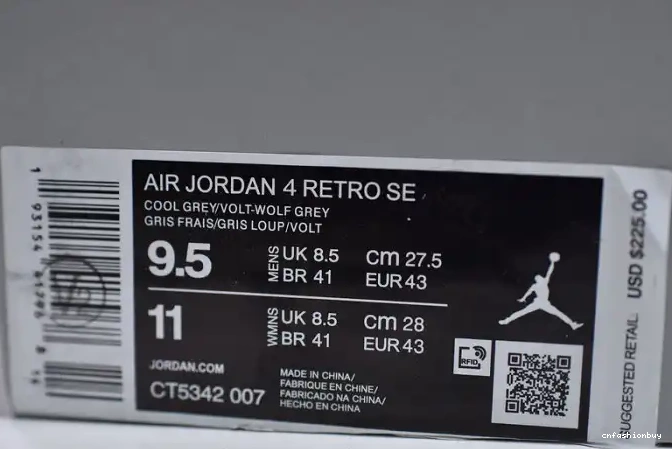 AIR JORDAN 4 RETRO SE
COOL GREY/VOLT-WOLF GREY
GRIS FRAIS/GRIS LOUP/VOLT
9.5 MENS UK 8.5 cm 27.5
BR 41 EUR 43
11 WMNS UK 8.5 cm 28
BR 41 EUR 43
JORDAN.COM
CT5342 007
MADE IN CHINA/
FABRIQUE EN CHINE/
FABRICADO NA CHINA/
HECHO EN CHINA
RFID
SUGGESTED RETAIL USD $225.00
1 93154
cnfashionbuy